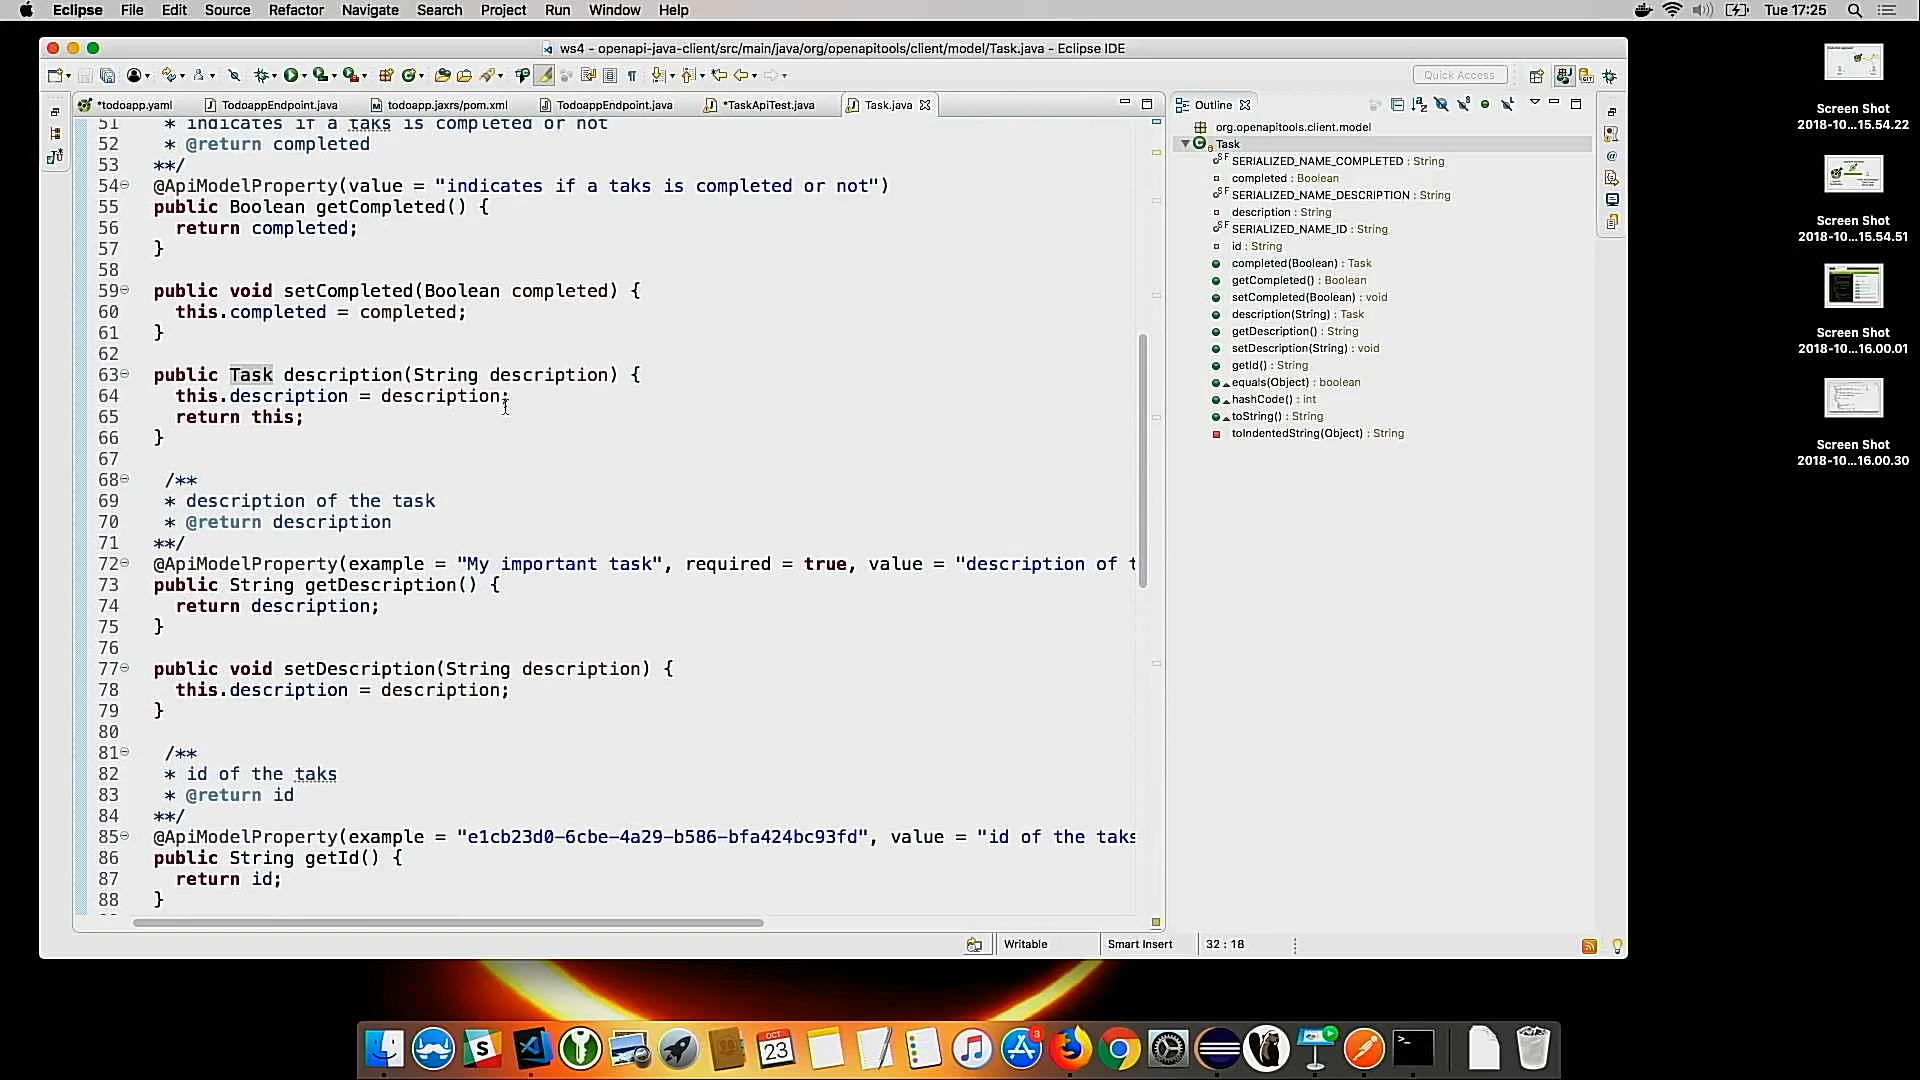 Eclipse File Edit Source Refactor Navigate Search Project Run Window Help Tue 17:25
ws4 - openapi-java-client/src/main/java/org/openapitools/client/model/Task.java - Eclipse IDE
Quick Access
*todoapp.yaml TodoappEndpoint.java todoapp.jaxrs/pom.xml TodoappEndpoint.java *TaskApiTest.java Task.java
51 * indicates if a taks is completed or not
52 * @return completed
53 **/
54 @ApiModelProperty(value = "indicates if a taks is completed or not")
55 public Boolean getCompleted() {
56 return completed;
57 }
58
59 public void setCompleted(Boolean completed) {
60 this.completed = completed;
61 }
62
63 public Task description(String description) {
64 this.description = description;
65 return this;
66 }
67
68 /**
69 * description of the task
70 * @return description
71 **/
72 @ApiModelProperty(example = "My important task", required = true, value = "description of t
73 public String getDescription() {
74 return description;
75 }
76
77 public void setDescription(String description) {
78 this.description = description;
79 }
80
81 /**
82 * id of the taks
83 * @return id
84 **/
85 @ApiModelProperty(example = "e1cb23d0-6cbe-4a29-b586-bfa424bc93fd", value = "id of the taks
86 public String getId() {
87 return id;
88 }
Outline
org.openapitools.client.model
Task
SERIALIZED_NAME_COMPLETED : String
completed : Boolean
SERIALIZED_NAME_DESCRIPTION : String
description : String
SERIALIZED_NAME_ID : String
id : String
completed(Boolean) : Task
getCompleted() : Boolean
setCompleted(Boolean) : void
description(String) : Task
getDescription() : String
setDescription(String) : void
getId() : String
equals(Object) : boolean
hashCode() : int
toString() : String
toIndentedString(Object) : String
Writable Smart Insert 32 : 18
Screen Shot
2018-10...15.54.22
Screen Shot
2018-10...15.54.51
Screen Shot
2018-10...16.00.01
Screen Shot
2018-10...16.00.30
OCT
23
3